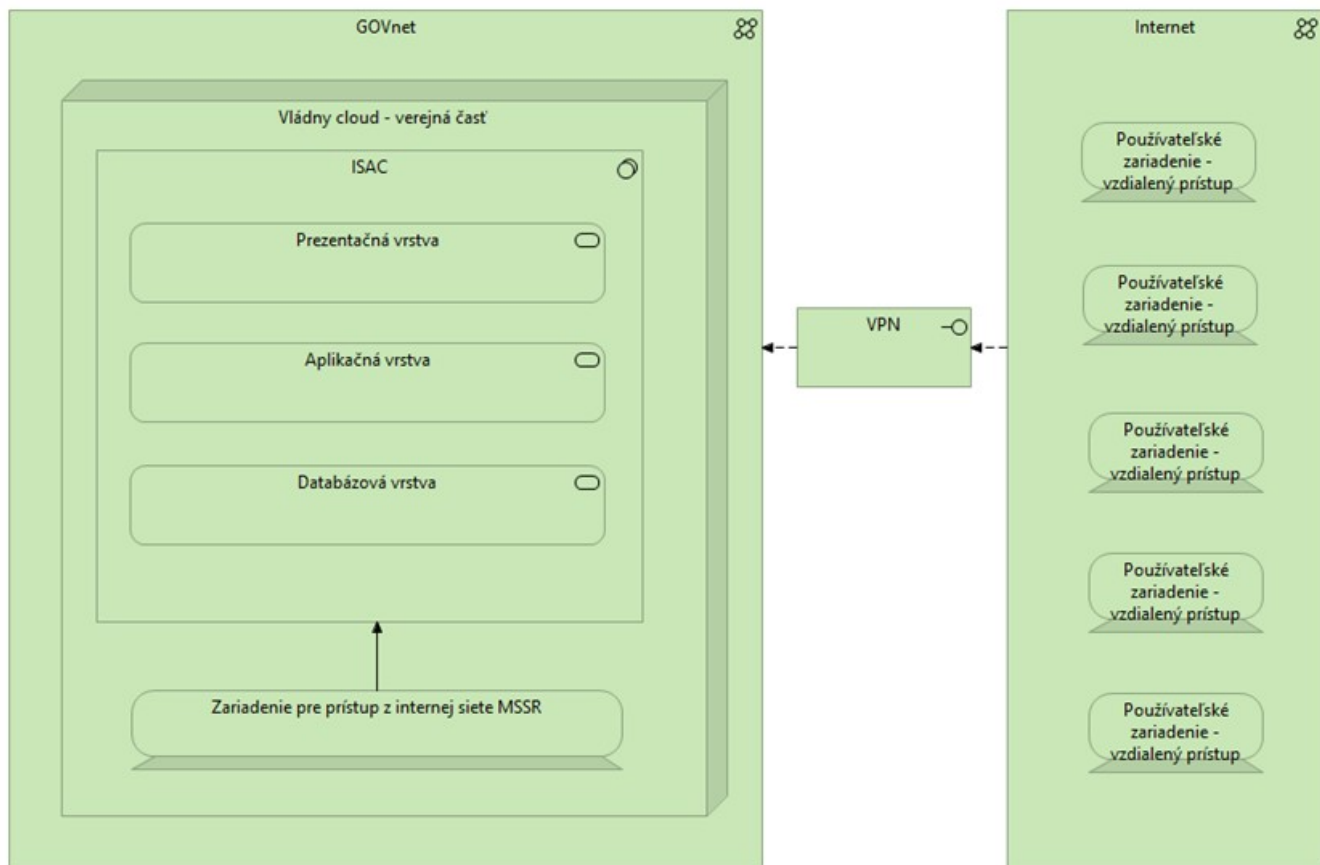 GOVnet
Vládny cloud - verejná časť
ISAC
Prezentačná vrstva
Aplikačná vrstva
Databázová vrstva
Zariadenie pre prístup z internej siete MSSR
VPN
Internet
Používateľské
zariadenie -
vzdialený prístup
Používateľské
zariadenie -
vzdialený prístup
Používateľské
zariadenie -
vzdialený prístup
Používateľské
zariadenie -
vzdialený prístup
Používateľské
zariadenie -
vzdialený prístup